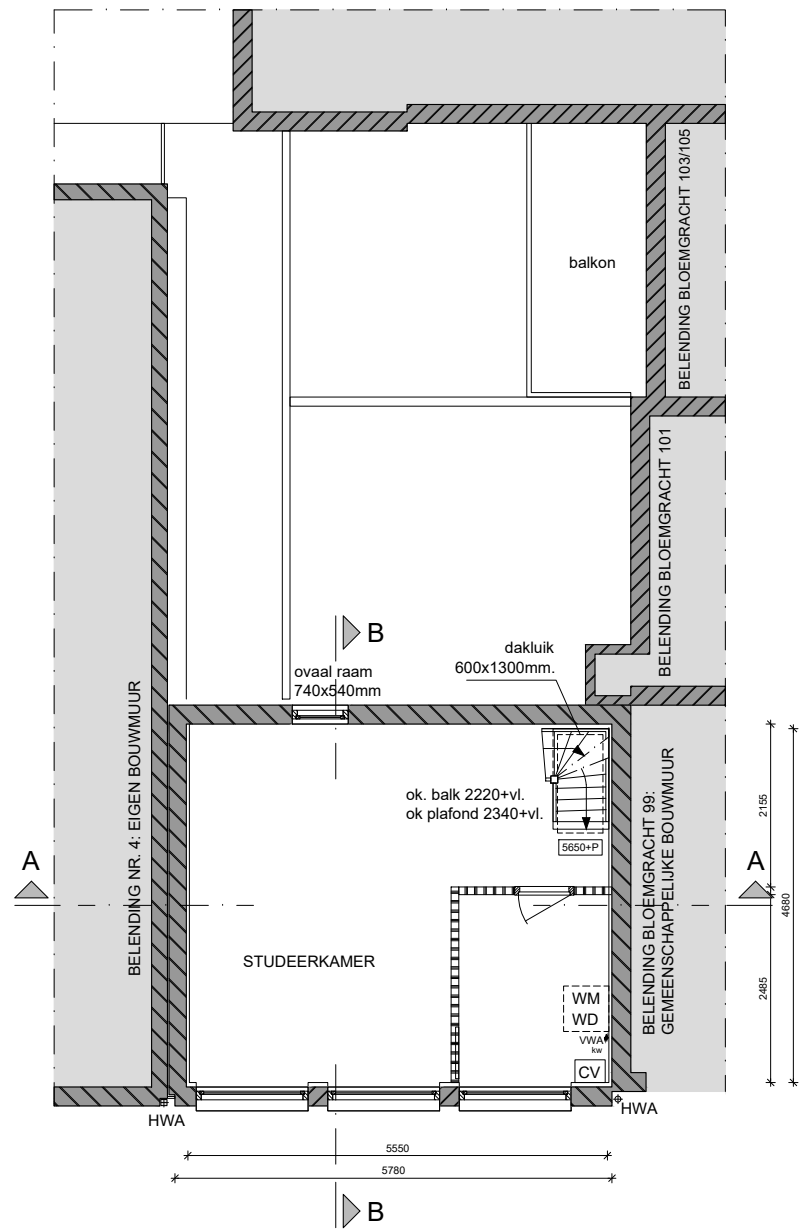 BELENDING BLOEMGRACHT 103/105
balkon
BELENDING BLOEMGRACHT 101
B
dakluik
600x1300mm.
ovaal raam
740x540mm
BELENDING NR. 4: EIGEN BOUWMUUR
ok. balk 2220+vl.
ok plafond 2340+vl.
5650+P
BELENDING BLOEMGRACHT 99:
GEMEENSCHAPPELIJKE BOUWMUUR
2155
4680
2485
A
A
STUDEERKAMER
WM
WD
VWA
kw
CV
HWA
HWA
5550
5780
B